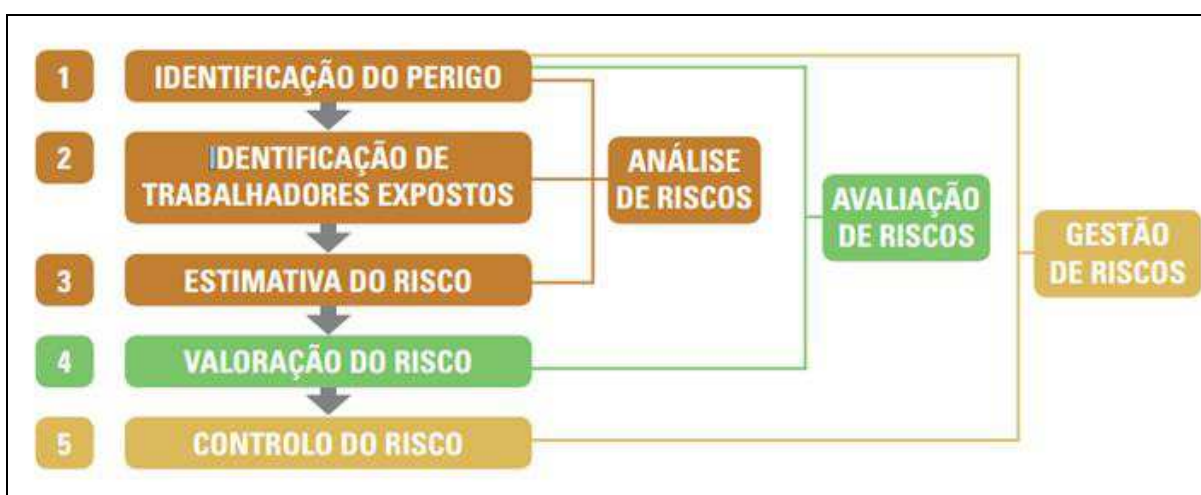 1
IDENTIFICAÇÃO DO PERIGO
2
IDENTIFICAÇÃO DE
TRABALHADORES EXPOSTOS
3
ESTIMATIVA DO RISCO
4
VALORAÇÃO DO RISCO
5
CONTROLO DO RISCO
ANÁLISE
DE RISCOS
AVALIAÇÃO
DE RISCOS
GESTÃO
DE RISCOS